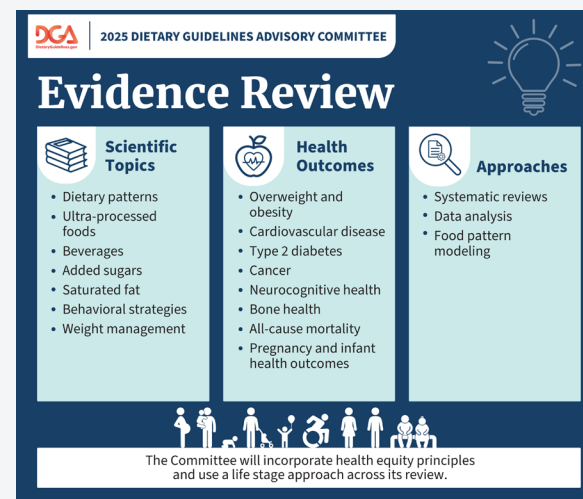 DGA
DietaryGuidelines.gov
2025 DIETARY GUIDELINES ADVISORY COMMITTEE
Evidence Review
Scientific
Topics
• Dietary patterns
• Ultra-processed
foods
• Beverages
• Added sugars
• Saturated fat
• Behavioral strategies
• Weight management
Health
Outcomes
• Overweight and
obesity
• Cardiovascular disease
• Type 2 diabetes
• Cancer
• Neurocognitive health
• Bone health
• All-cause mortality
• Pregnancy and infant
health outcomes
Approaches
• Systematic reviews
• Data analysis
• Food pattern
modeling
The Committee will incorporate health equity principles
and use a life stage approach across its review.